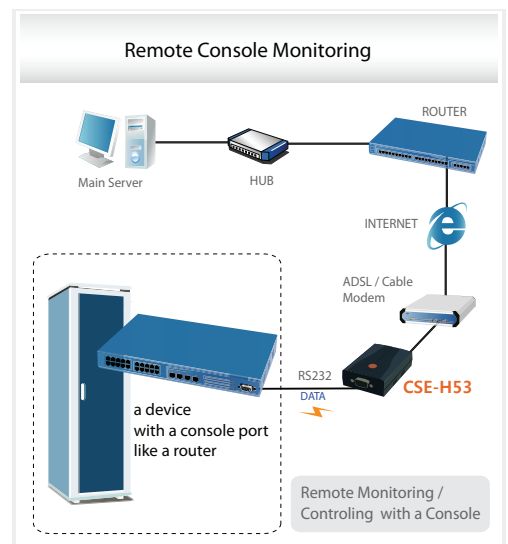 Remote Console Monitoring
ROUTER
Main Server
HUB
INTERNET
ADSL / Cable
Modem
RS232
DATA
CSE-H53
a device
with a console port
like a router
Remote Monitoring /
Controling with a Console